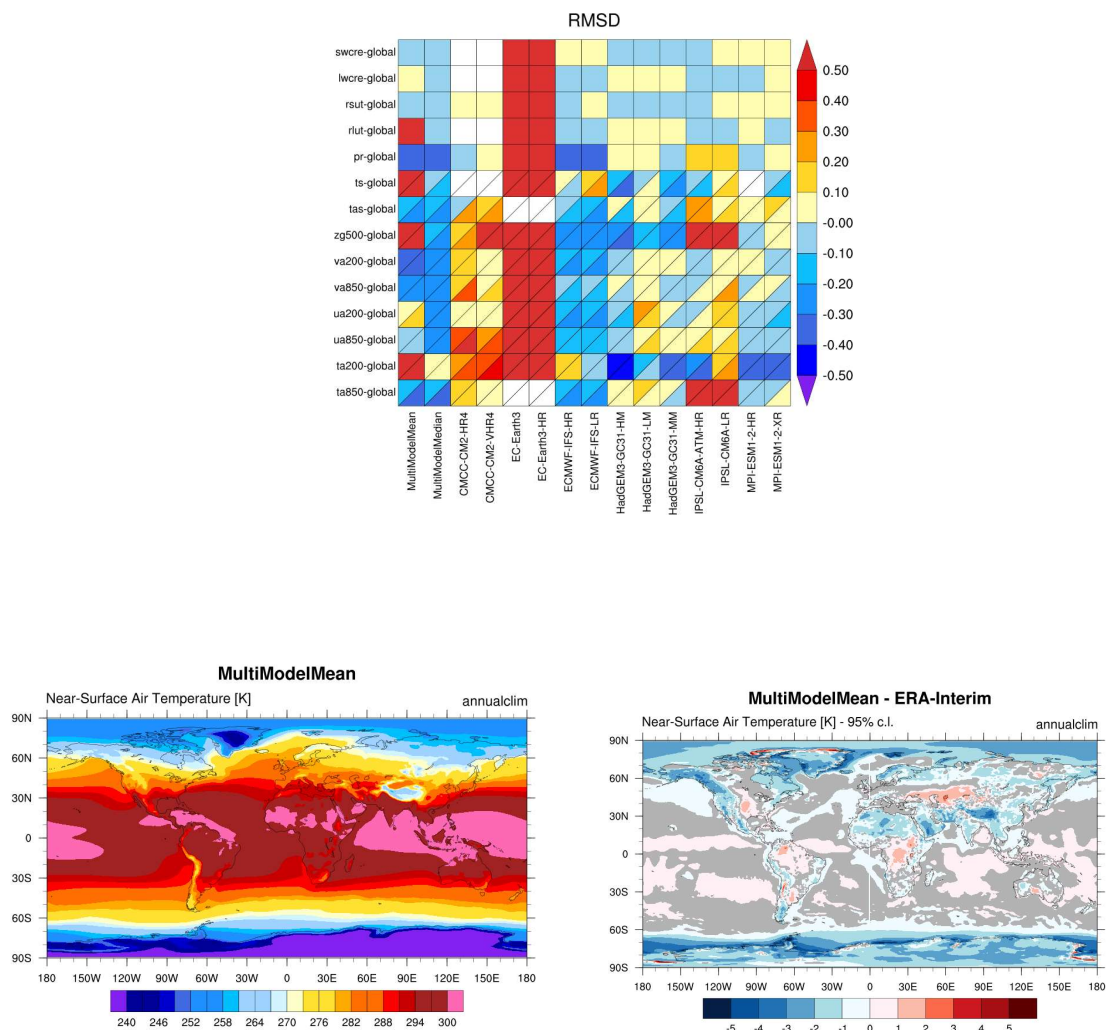 RMSD
swcre-global
lwcre-global
rsut-global
rlut-global
pr-global
ts-global
tas-global
zg500-global
va200-global
va850-global
ua200-global
ua850-global
ta200-global
ta850-global
0.50
0.40
0.30
0.20
0.10
-0.00
-0.10
-0.20
-0.30
-0.40
-0.50
MultiModelMean
MultiModelMedian
CMCC-CM2-HR4
CMCC-CM2-VHR4
EC-Earth3
EC-Earth3-HR
ECMWF-IFS-HR
ECMWF-IFS-LR
HadGEM3-GC31-HM
HadGEM3-GC31-LM
HadGEM3-GC31-MM
IPSL-CM6A-ATM-HR
IPSL-CM6A-LR
MPI-ESM1-2-HR
MPI-ESM1-2-XR
MultiModelMean
Near-Surface Air Temperature [K] annualclim
90N
60N
30N
0
30S
60S
90S
180 150W 120W 90W 60W 30W 0 30E 60E 90E 120E 150E 180
240 246 252 258 264 270 276 282 288 294 300
MultiModelMean - ERA-Interim
Near-Surface Air Temperature [K] - 95% c.l. annualclim
90N
60N
30N
0
30S
60S
90S
180 150W 120W 90W 60W 30W 0 30E 60E 90E 120E 150E 180
-5 -4 -3 -2 -1 0 1 2 3 4 5